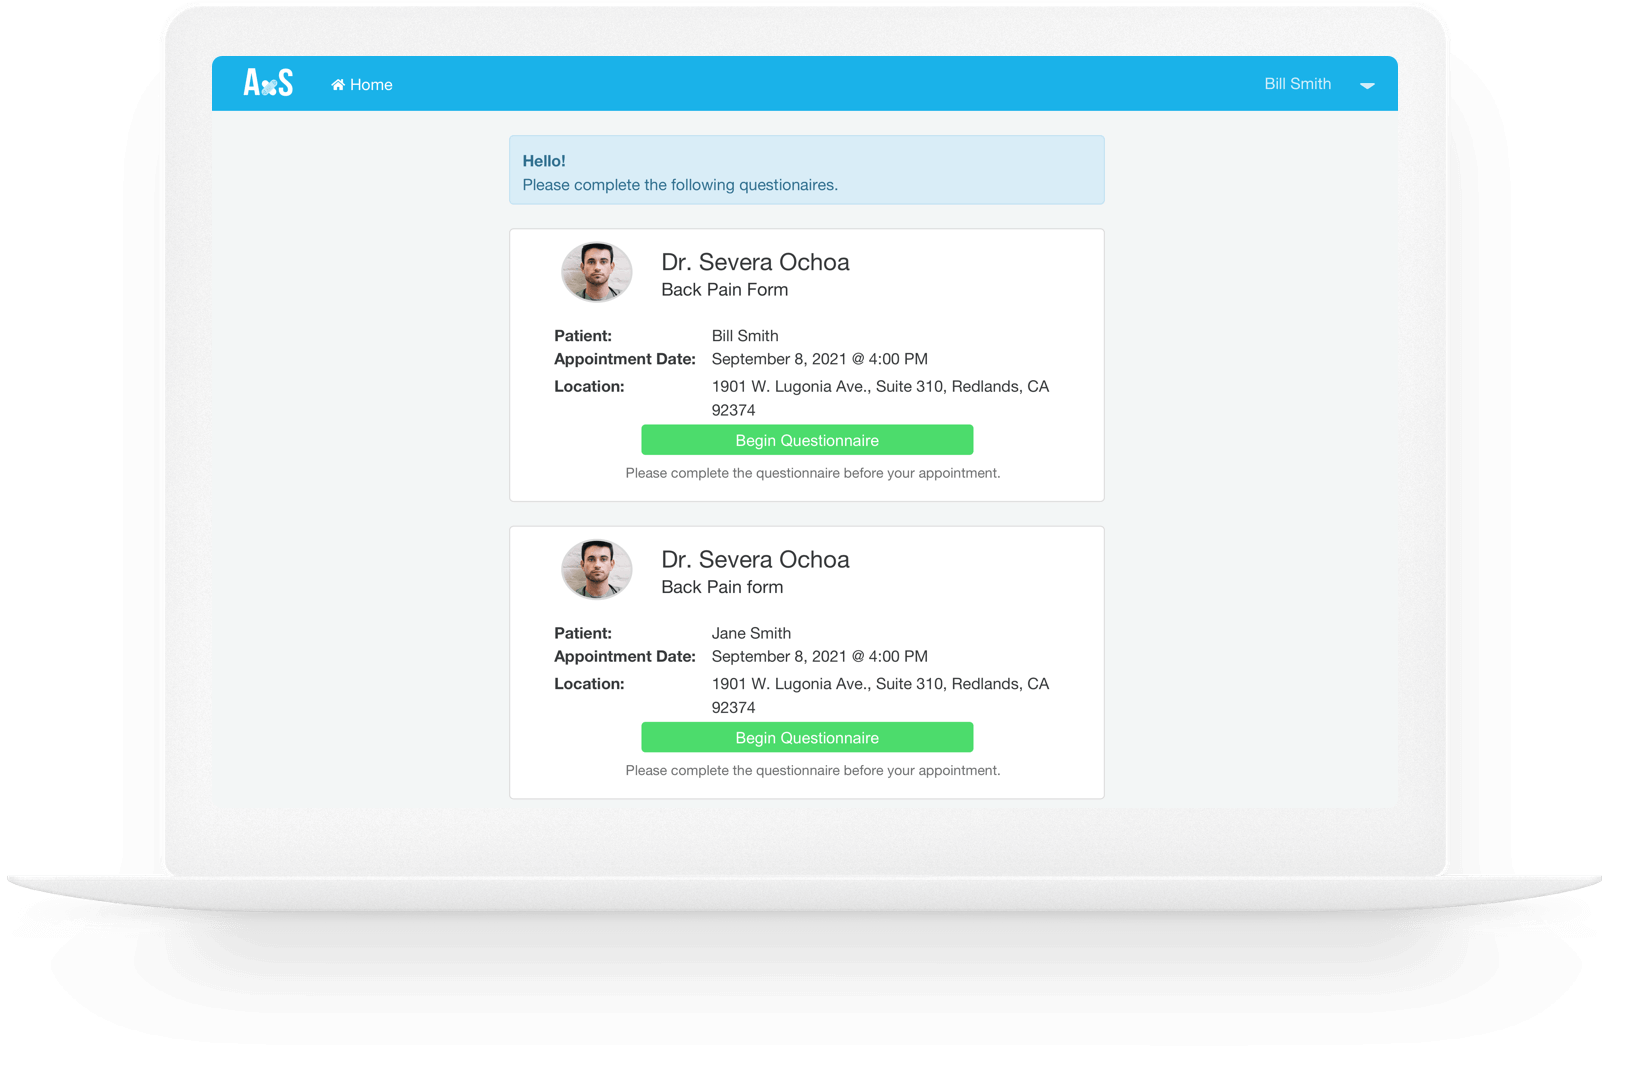 AxS Home Bill Smith
Hello!
Please complete the following questionaires.
Dr. Severa Ochoa
Back Pain Form
Patient: Bill Smith
Appointment Date: September 8, 2021 @ 4:00 PM
Location: 1901 W. Lugonia Ave., Suite 310, Redlands, CA
92374
Begin Questionnaire
Please complete the questionnaire before your appointment.
Dr. Severa Ochoa
Back Pain form
Patient: Jane Smith
Appointment Date: September 8, 2021 @ 4:00 PM
Location: 1901 W. Lugonia Ave., Suite 310, Redlands, CA
92374
Begin Questionnaire
Please complete the questionnaire before your appointment.